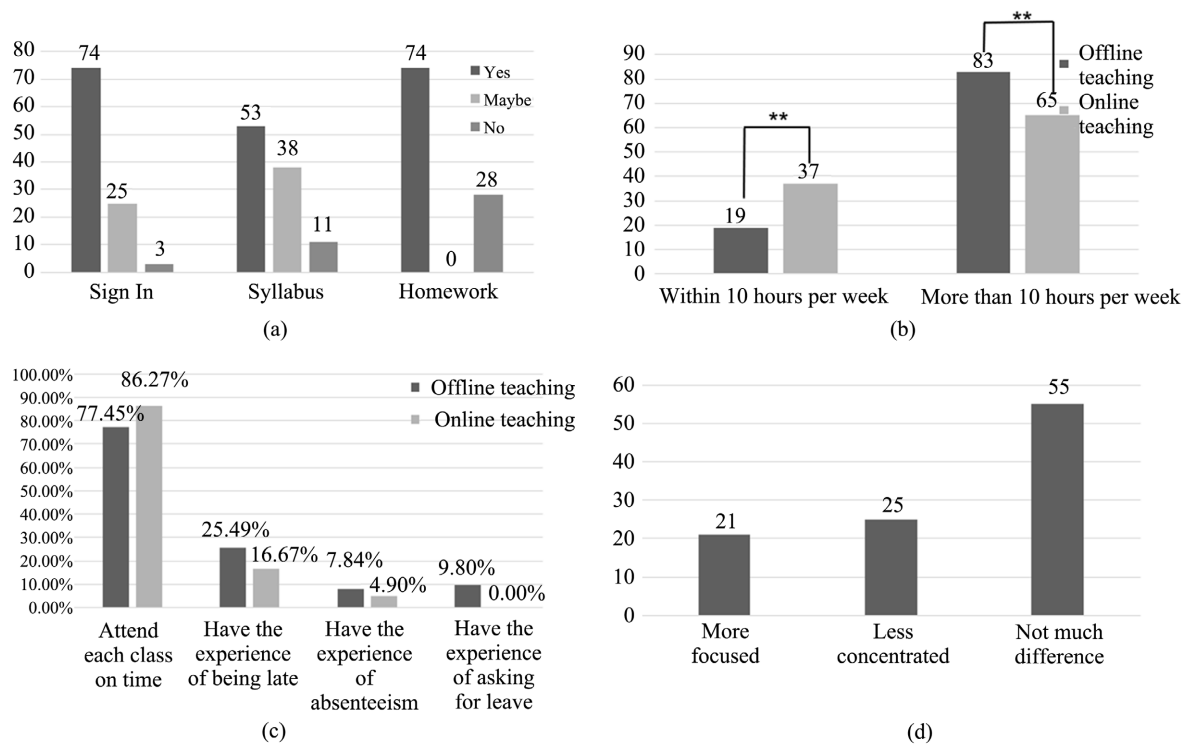 80
70
60
50
40
30
20
10
0
74
25
3
53
38
11
74
0
28
Yes
Maybe
No
Sign In
Syllabus
Homework
(a)
90
80
70
60
50
40
30
20
10
0
**
19
37
**
83
65
Offline
teaching
Online
teaching
Within 10 hours per week
More than 10 hours per week
(b)
100.00%
90.00%
80.00%
70.00%
60.00%
50.00%
40.00%
30.00%
20.00%
10.00%
0.00%
77.45%
86.27%
25.49%
16.67%
7.84%
4.90%
9.80%
0.00%
Offline teaching
Online teaching
Attend
each class
on time
Have the
experience
of being late
Have the
experience
of
absenteeism
Have the
experience
of asking
for leave
(c)
60
50
40
30
20
10
0
21
25
55
More
focused
Less
concentrated
Not much
difference
(d)